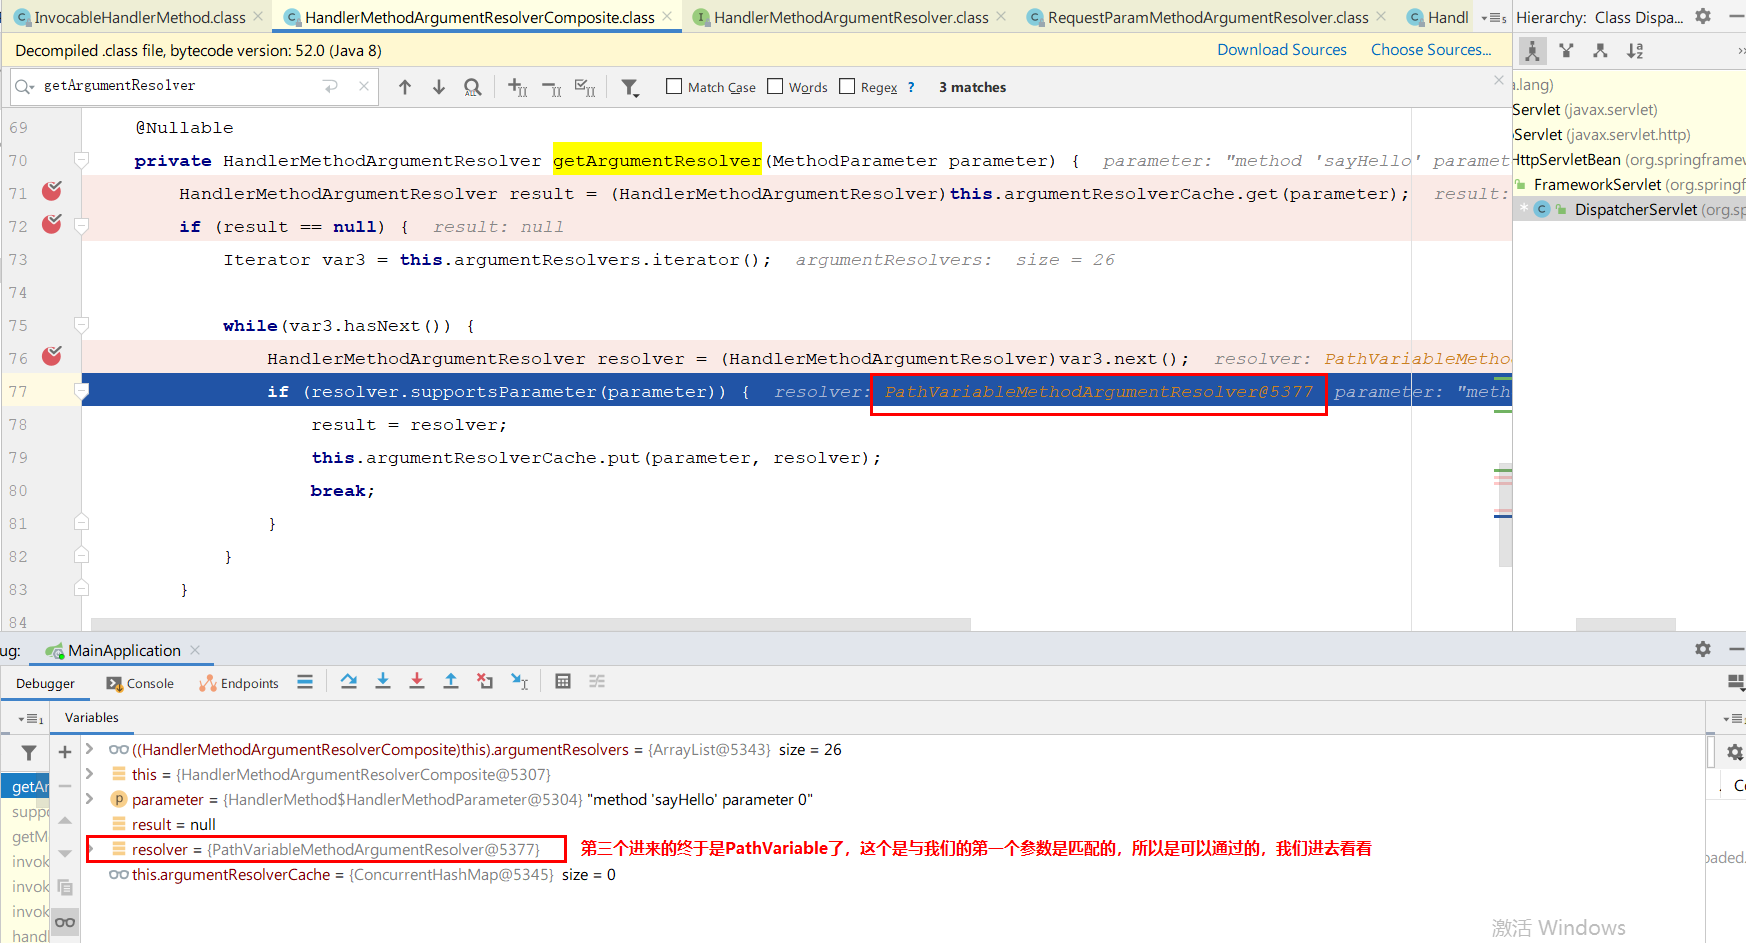 InvocableHandlerMethod.class
HandlerMethodArgumentResolverComposite.class
HandlerMethodArgumentResolver.class
RequestParamMethodArgumentResolver.class
Handl
Hierarchy: Class Dispa...
Decompiled .class file, bytecode version: 52.0 (Java 8)
Download Sources
Choose Sources...
getArgumentResolver
Match Case
Words
Regex
?
3 matches
a.lang)
Servlet (javax.servlet)
Servlet (javax.servlet.http)
HttpServletBean (org.springframew
FrameworkServlet (org.springf
* DispatcherServlet (org.sp
69 @Nullable
70 private HandlerMethodArgumentResolver getArgumentResolver(MethodParameter parameter) { parameter: "method 'sayHello' paramet
71 HandlerMethodArgumentResolver result = (HandlerMethodArgumentResolver)this.argumentResolverCache.get(parameter); result:
72 if (result == null) { result: null
73 Iterator var3 = this.argumentResolvers.iterator(); argumentResolvers: size = 26
74
75 while(var3.hasNext()) {
76 HandlerMethodArgumentResolver resolver = (HandlerMethodArgumentResolver)var3.next(); resolver: PathVariableMetho
77 if (resolver.supportsParameter(parameter)) { resolver: PathVariableMethodArgumentResolver@5377 parameter: "meth
78 result = resolver;
79 this.argumentResolverCache.put(parameter, resolver);
80 break;
81 }
82 }
83 }
84
ug: MainApplication
Debugger
Console
Endpoints
Variables
getAr
supp
getM
invok
invok
invok
handl
((HandlerMethodArgumentResolverComposite)this).argumentResolvers = {ArrayList@5343} size = 26
this = {HandlerMethodArgumentResolverComposite@5307}
parameter = {HandlerMethod$HandlerMethodParameter@5304} "method 'sayHello' parameter 0"
result = null
resolver = {PathVariableMethodArgumentResolver@5377} 第三个进来的终于是PathVariable了，这个是与我们的第一个参数是匹配的，所以是可以通过的，我们进去看看
this.argumentResolverCache = {ConcurrentHashMap@5345} size = 0
oaded.
激活 Windows